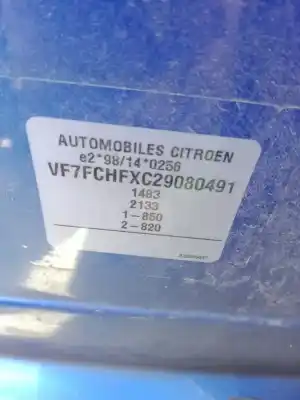 AUTOMOBILES CITROEN
e2*98/14*0256
VF7FCHFXC29080491
1483
2133
1-850
2-820